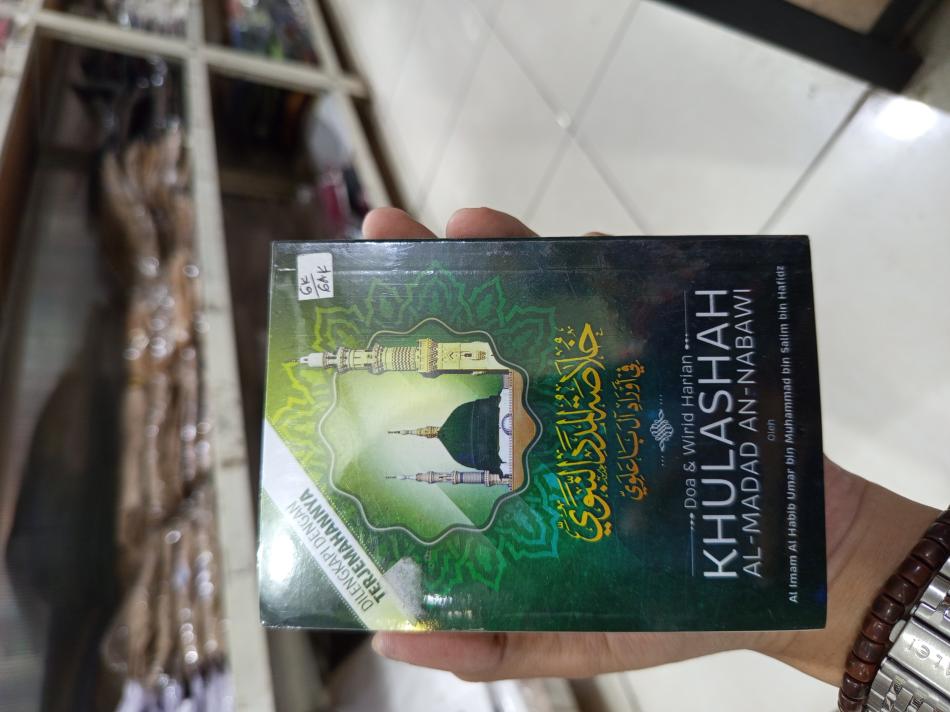 DILENGKAPI DENGAN
TERJEMAHANNYA
خلاصة المدد النبوي
في أوراد آل باعلوي
Doa & Wirid Harian
KHULASHAH
AL-MADAD AN-NABAWI
Oleh
Al Imam Al Habib Umar bin Muhammad bin Salim bin Hafidz